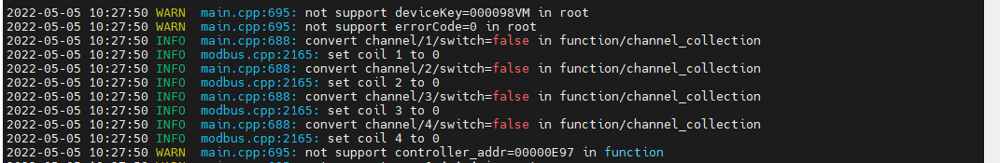 2022-05-05 10:27:50 WARN main.cpp:695: not support deviceKey=000098VM in root
2022-05-05 10:27:50 WARN main.cpp:695: not support errorCode=0 in root
2022-05-05 10:27:50 INFO main.cpp:688: convert channel/1/switch=false in function/channel_collection
2022-05-05 10:27:50 INFO modbus.cpp:2165: set coil 1 to 0
2022-05-05 10:27:50 INFO main.cpp:688: convert channel/2/switch=false in function/channel_collection
2022-05-05 10:27:50 INFO modbus.cpp:2165: set coil 2 to 0
2022-05-05 10:27:50 INFO main.cpp:688: convert channel/3/switch=false in function/channel_collection
2022-05-05 10:27:50 INFO modbus.cpp:2165: set coil 3 to 0
2022-05-05 10:27:50 INFO main.cpp:688: convert channel/4/switch=false in function/channel_collection
2022-05-05 10:27:50 INFO modbus.cpp:2165: set coil 4 to 0
2022-05-05 10:27:50 WARN main.cpp:695: not support controller_addr=00000E97 in function